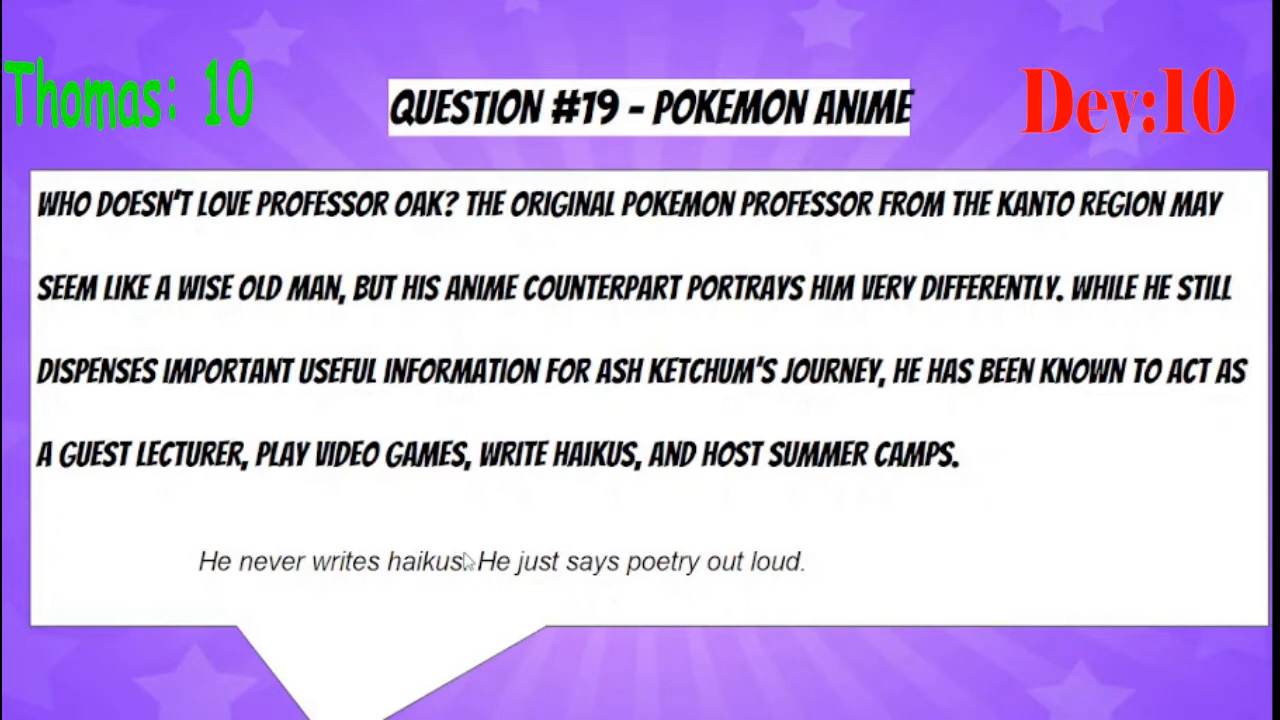 Thomas: 10
QUESTION #19 - POKEMON ANIME
Dev:10
WHO DOESN'T LOVE PROFESSOR OAK? THE ORIGINAL POKEMON PROFESSOR FROM THE KANTO REGION MAY
SEEM LIKE A WISE OLD MAN, BUT HIS ANIME COUNTERPART PORTRAYS HIM VERY DIFFERENTLY. WHILE HE STILL
DISPENSES IMPORTANT USEFUL INFORMATION FOR ASH KETCHUM'S JOURNEY, HE HAS BEEN KNOWN TO ACT AS
A GUEST LECTURER, PLAY VIDEO GAMES, WRITE HAIKUS, AND HOST SUMMER CAMPS.
He never writes haikus. He just says poetry out loud.